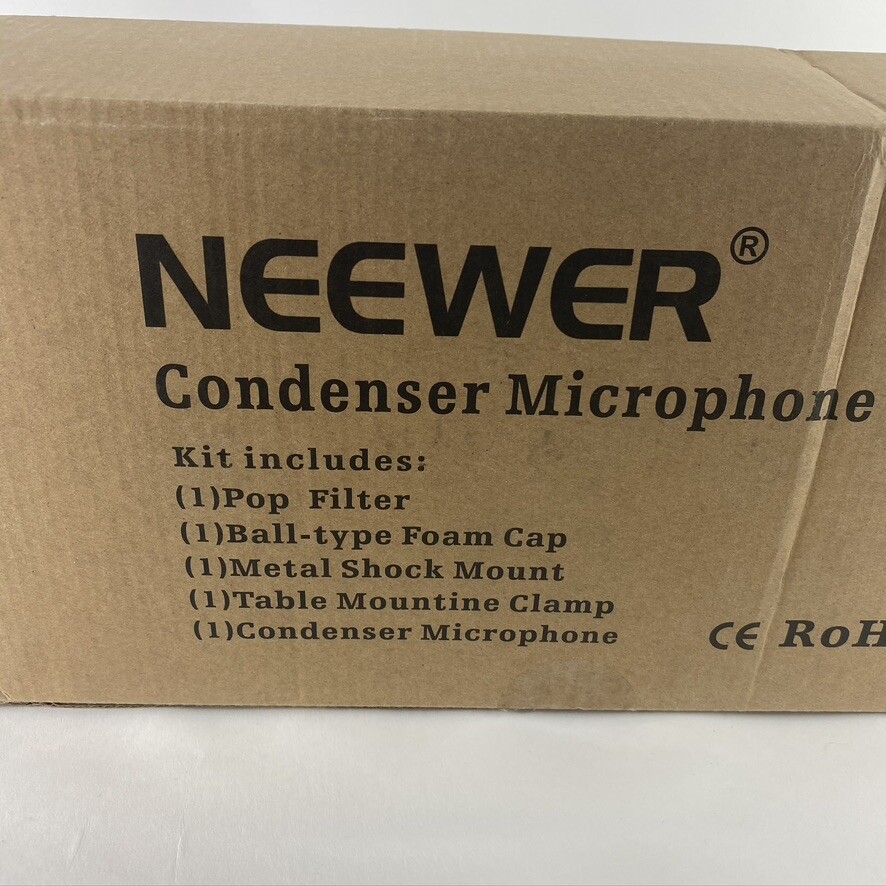 NEEWER®
Condenser Microphone
Kit includes:
(1)Pop Filter
(1)Ball-type Foam Cap
(1)Metal Shock Mount
(1)Table Mountine Clamp
(1)Condenser Microphone
CE RoH